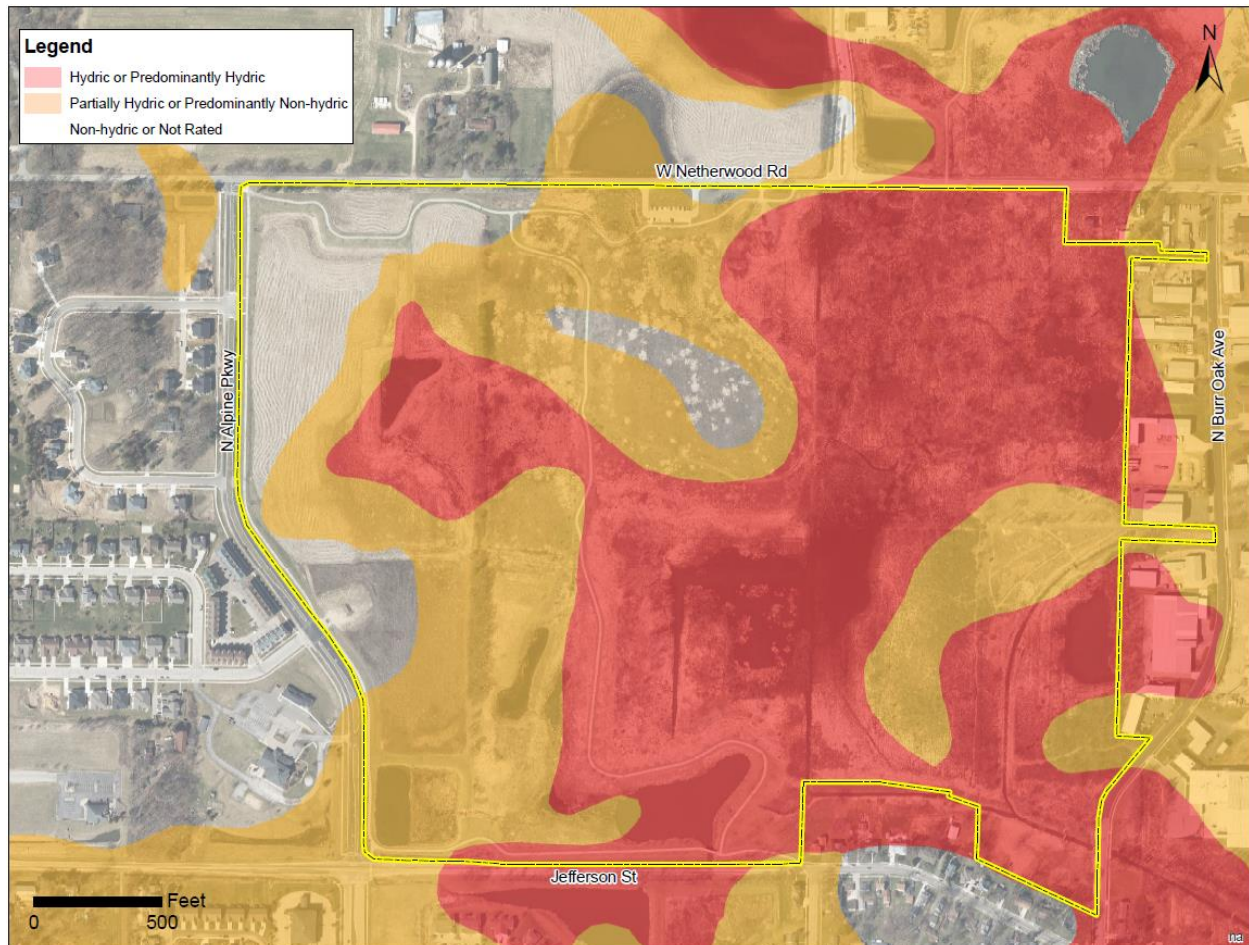 Legend
Hydric or Predominantly Hydric
Partially Hydric or Predominantly Non-hydric
Non-hydric or Not Rated
N
W Netherwood Rd
N Alpine Pkwy
N Burr Oak Ave
Jefferson St
Feet
0 500
na